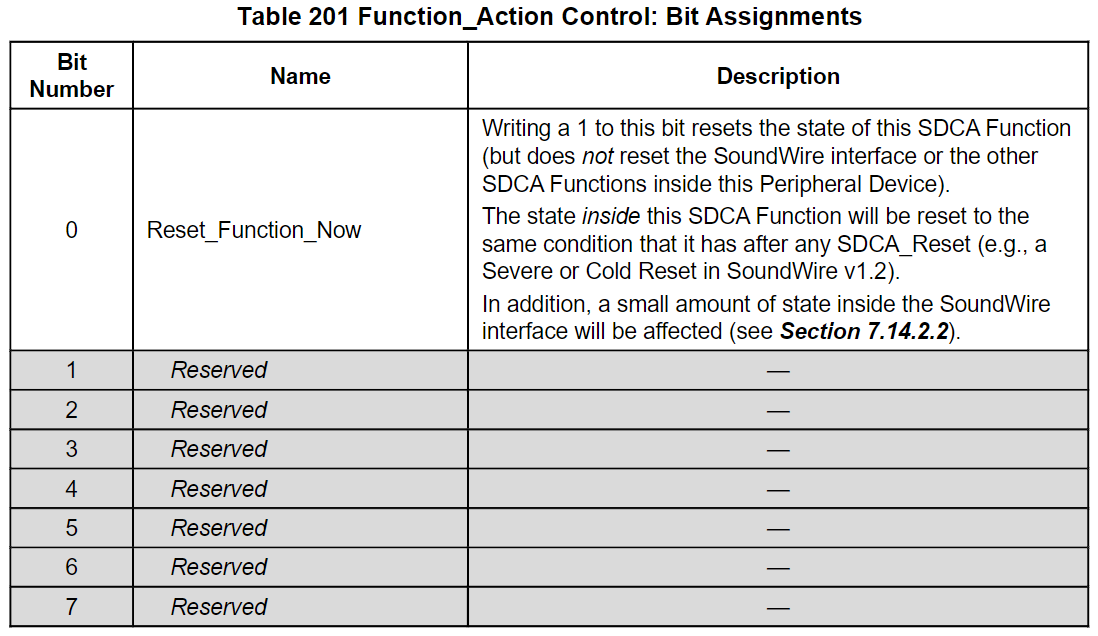 Table 201 Function_Action Control: Bit Assignments
Bit
Number
Name
Description
0
Reset_Function_Now
Writing a 1 to this bit resets the state of this SDCA Function
(but does not reset the SoundWire interface or the other
SDCA Functions inside this Peripheral Device).
The state inside this SDCA Function will be reset to the
same condition that it has after any SDCA_Reset (e.g., a
Severe or Cold Reset in SoundWire v1.2).
In addition, a small amount of state inside the SoundWire
interface will be affected (see Section 7.14.2.2).
1 Reserved —
2 Reserved —
3 Reserved —
4 Reserved —
5 Reserved —
6 Reserved —
7 Reserved —